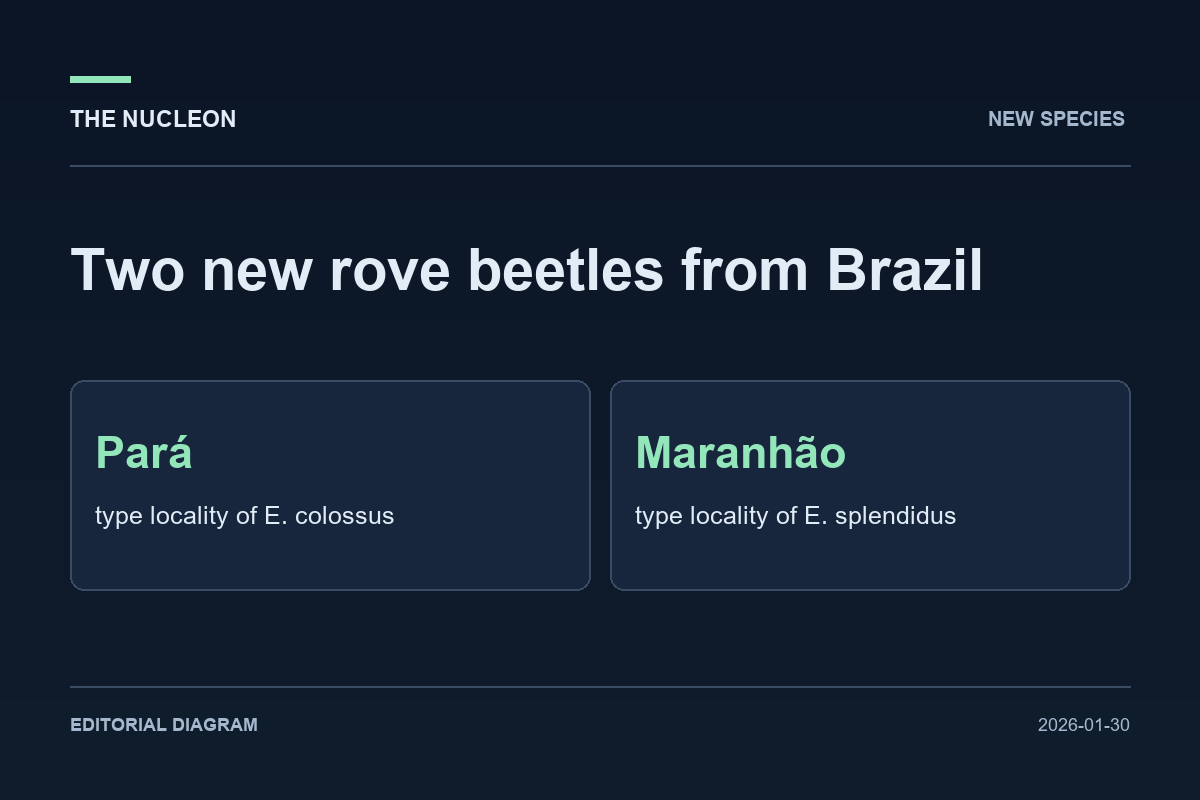 THE NUCLEON
NEW SPECIES
Two new rove beetles from Brazil
Pará
type locality of E. colossus
Maranhão
type locality of E. splendidus
EDITORIAL DIAGRAM
2026-01-30